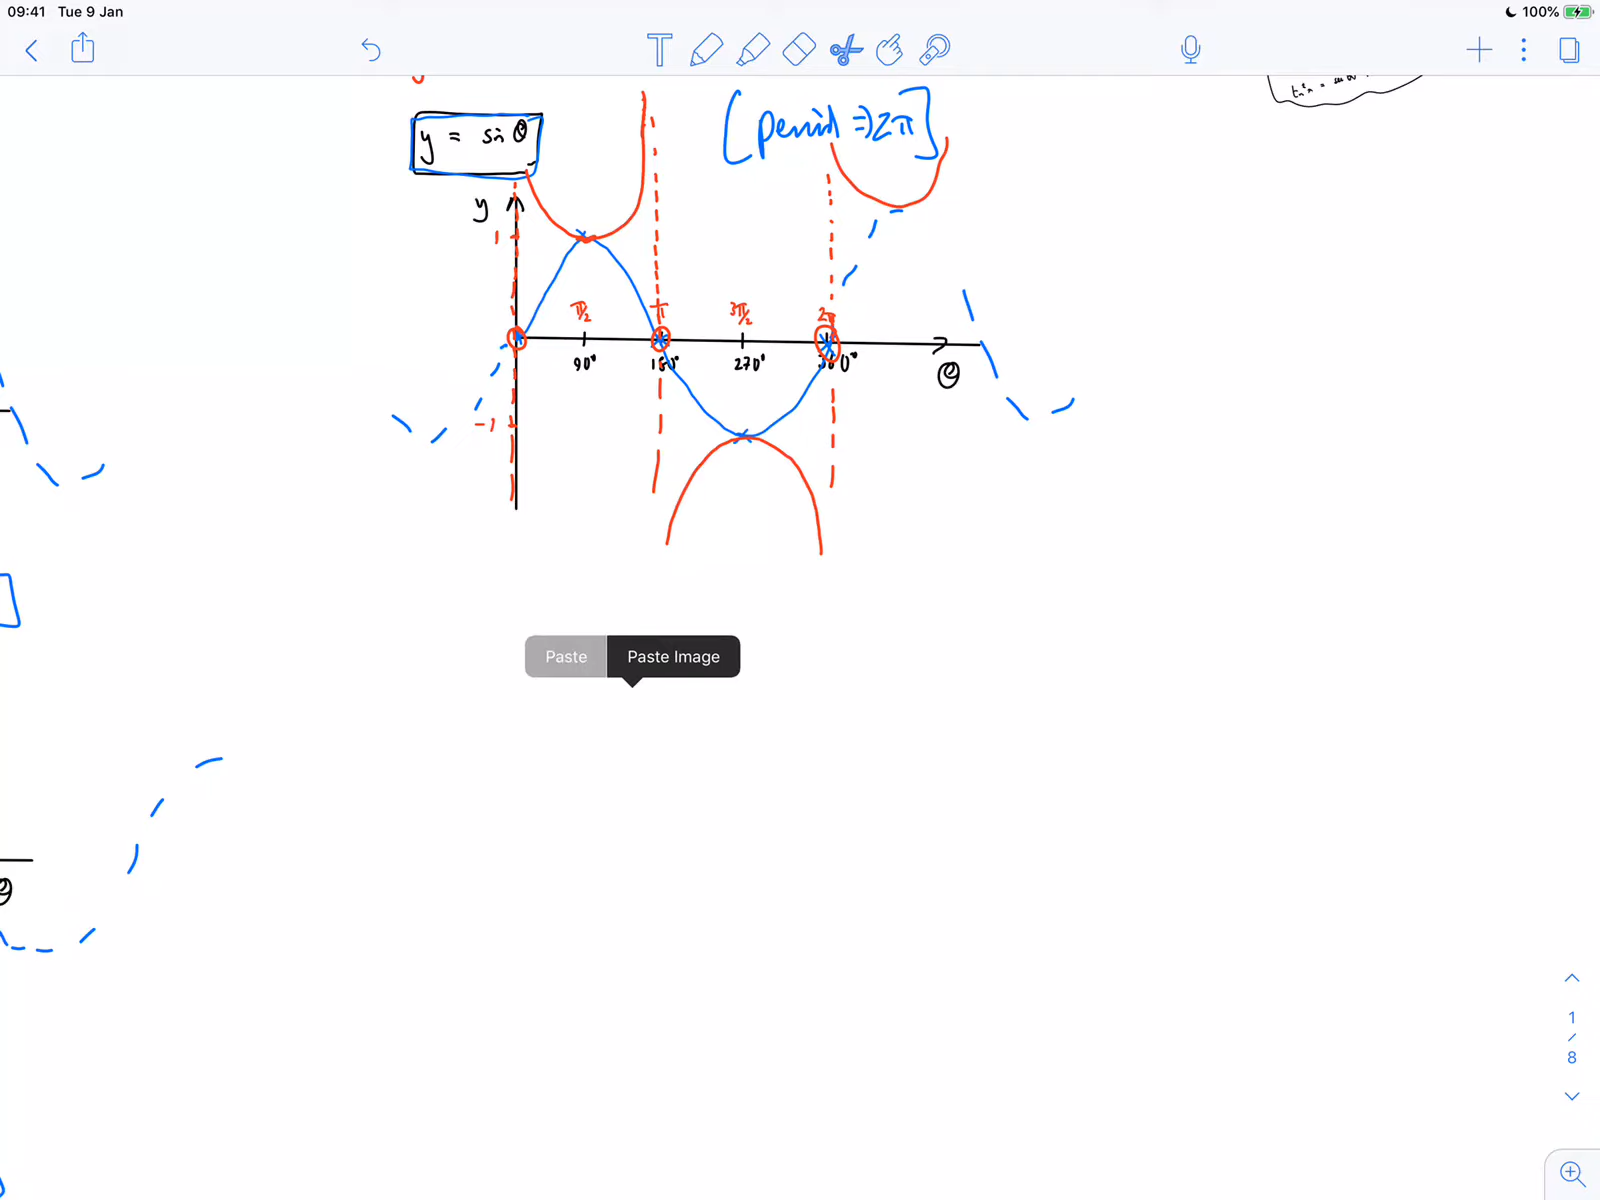 09:41 Tue 9 Jan
100%
y = sin θ
[period ⇒ 2π]
y
1
π/2
π
3π/2
2π
90°
180°
270°
360°
θ
-1
Paste
Paste Image
θ
1
/
8